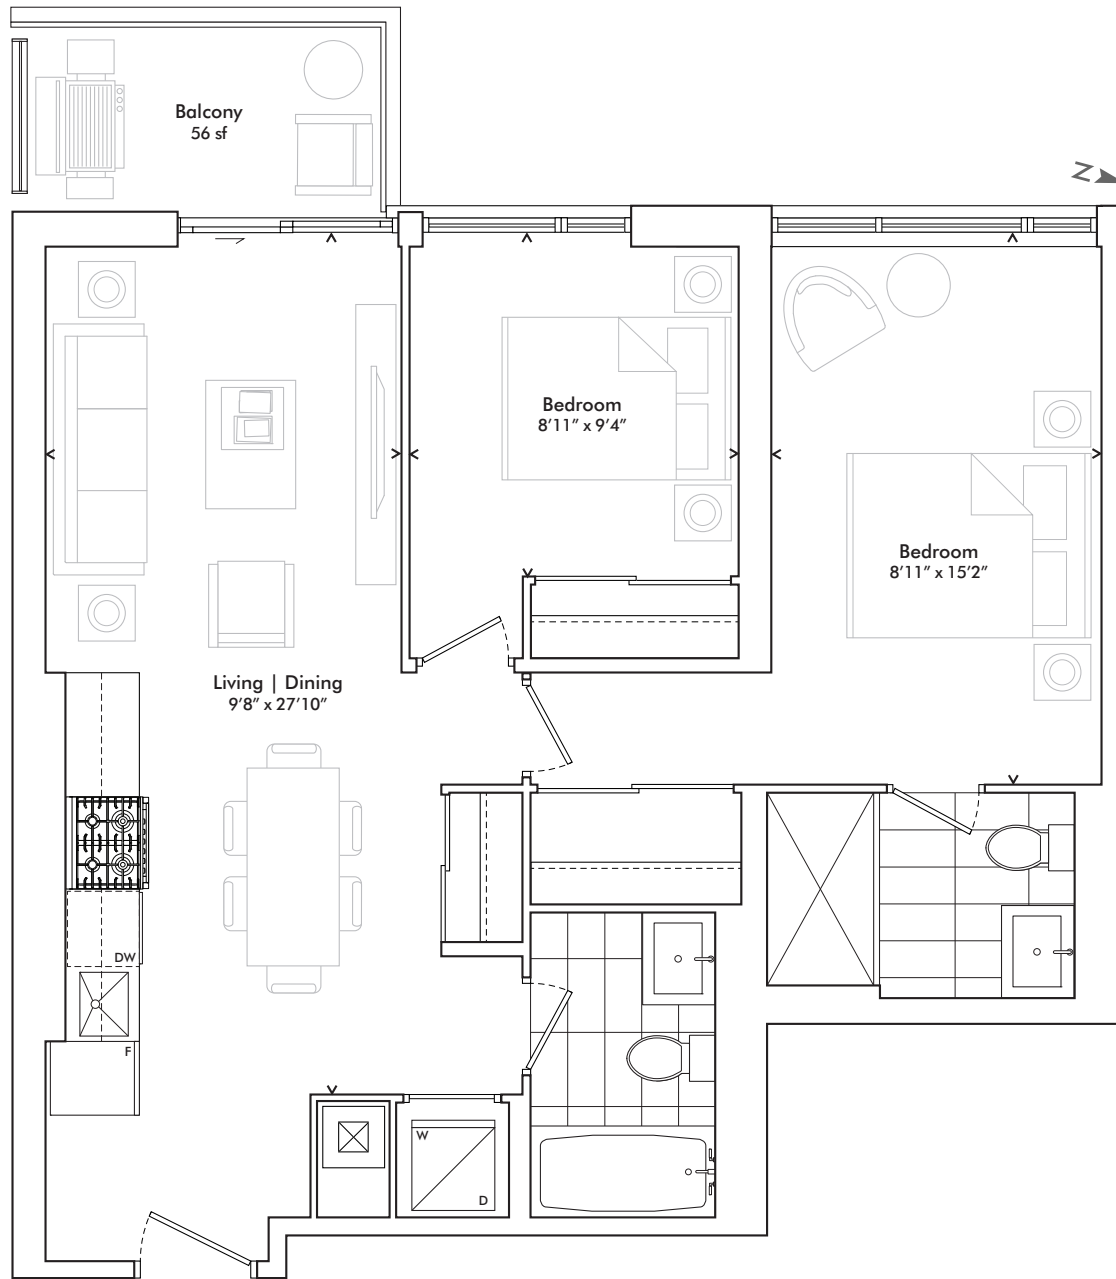 Balcony
56 sf
N
Bedroom
8’11” x 9’4”
Bedroom
8’11” x 15’2”
Living | Dining
9’8” x 27’10”
DW
F
W
D